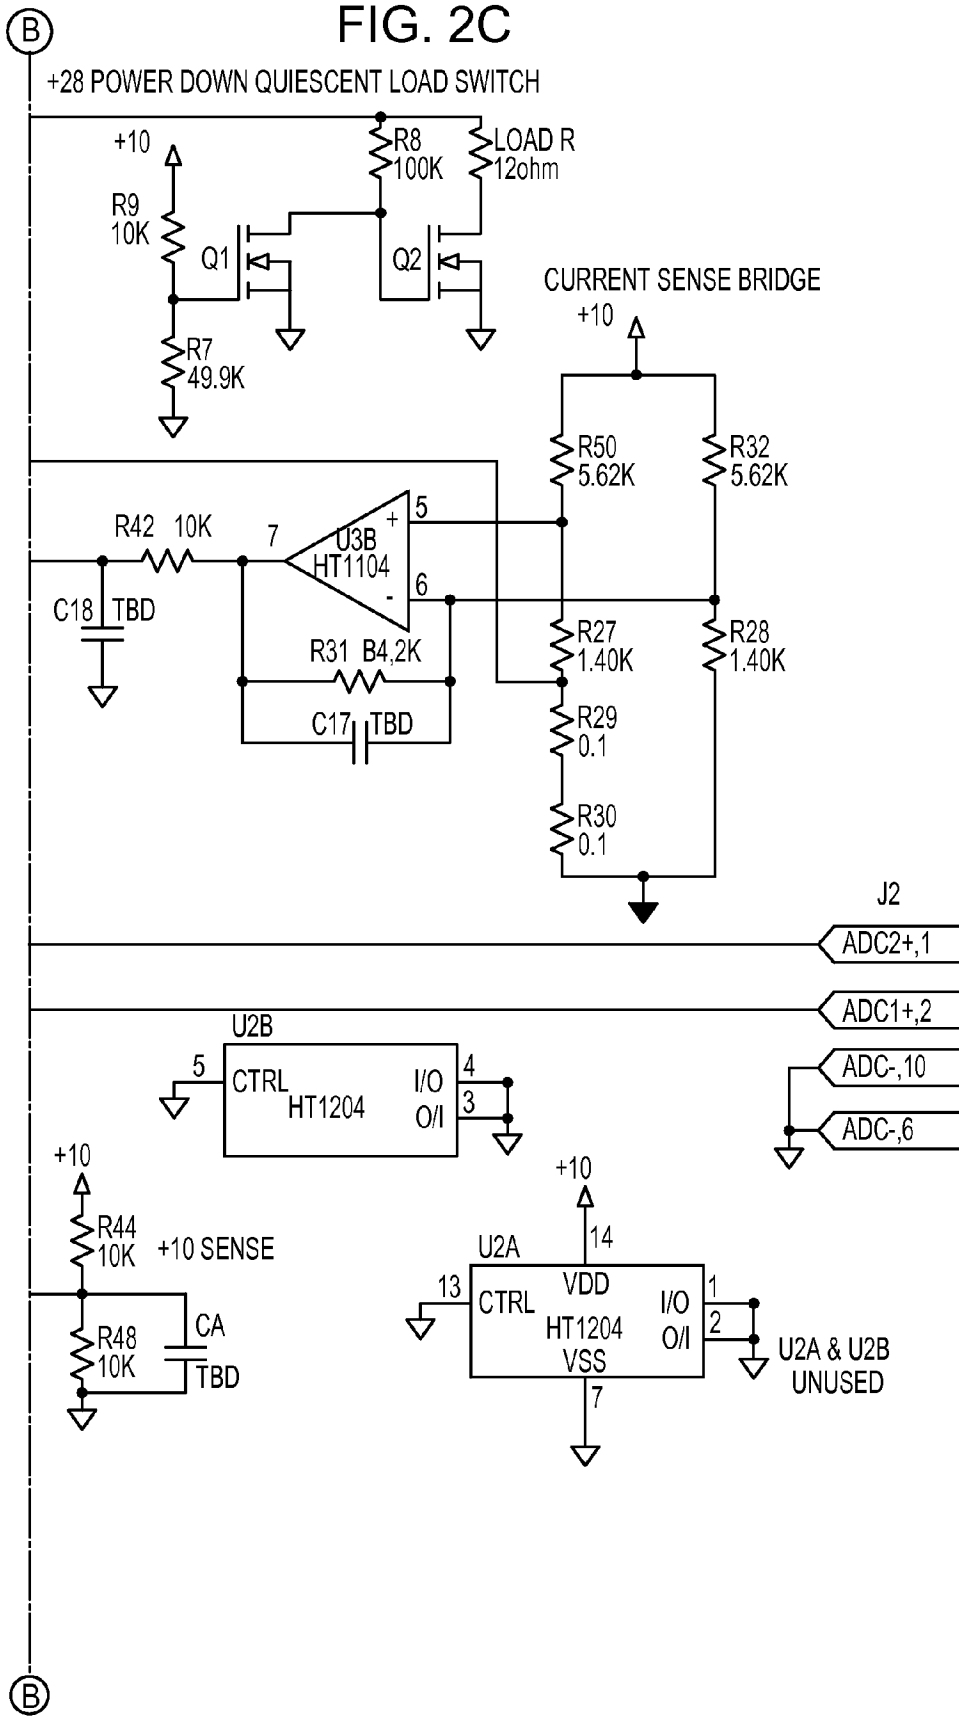 B
FIG. 2C
+28 POWER DOWN QUIESCENT LOAD SWITCH
+10
R8
100K
LOAD R
12ohm
R9
10K
Q1
Q2
R7
49.9K
CURRENT SENSE BRIDGE
+10
R50
5.62K
R32
5.62K
R42 10K
7
+
5
U3B
HT1104
-
6
C18 TBD
R31 B4,2K
C17 TBD
R27
1.40K
R28
1.40K
R29
0.1
R30
0.1
J2
ADC2+,1
ADC1+,2
ADC-,10
ADC-,6
U2B
5
CTRL
HT1204
I/O
4
O/I
3
+10
R44
10K
+10 SENSE
R48
10K
CA
TBD
+10
14
U2A
13
CTRL
VDD
HT1204
VSS
I/O
1
O/I
2
7
U2A & U2B
UNUSED
B